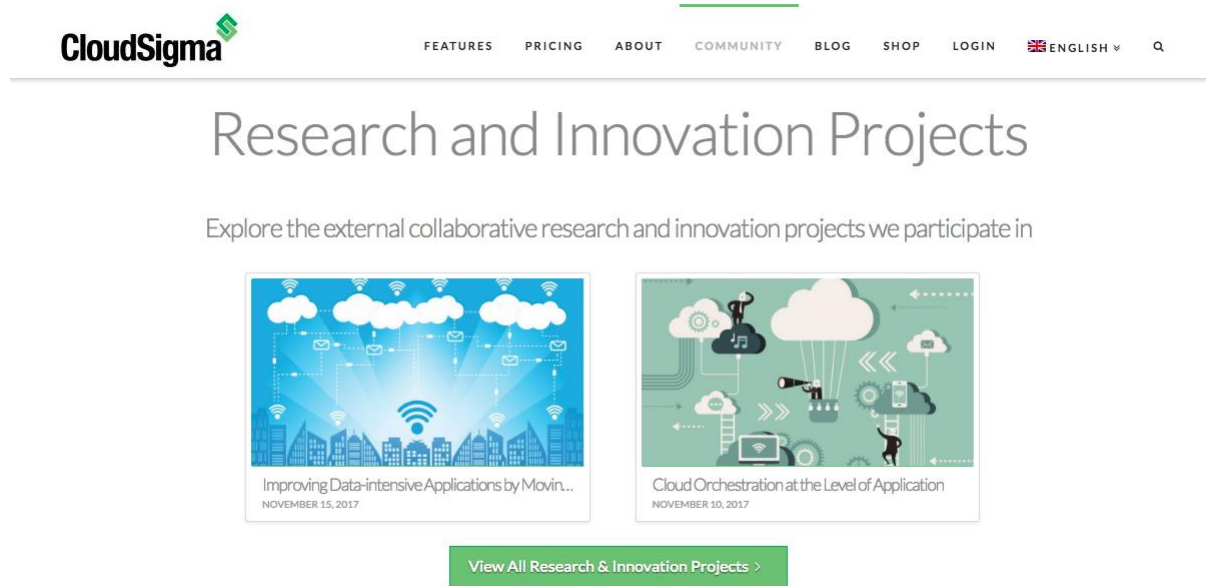 CloudSigma
FEATURES PRICING ABOUT COMMUNITY BLOG SHOP LOGIN ENGLISH
Research and Innovation Projects
Explore the external collaborative research and innovation projects we participate in
Improving Data-intensive Applications by Movin...
NOVEMBER 15, 2017
Cloud Orchestration at the Level of Application
NOVEMBER 10, 2017
View All Research & Innovation Projects >